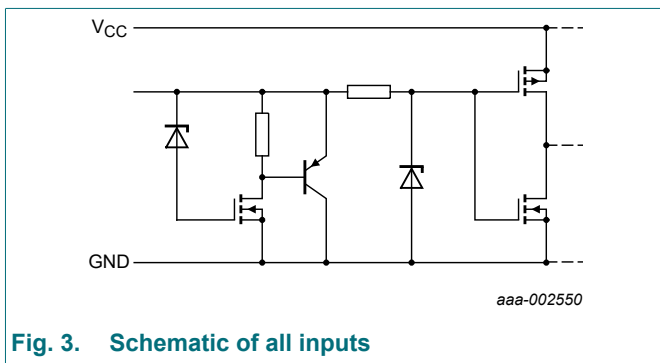 VCC
GND
aaa-002550
Fig. 3. Schematic of all inputs